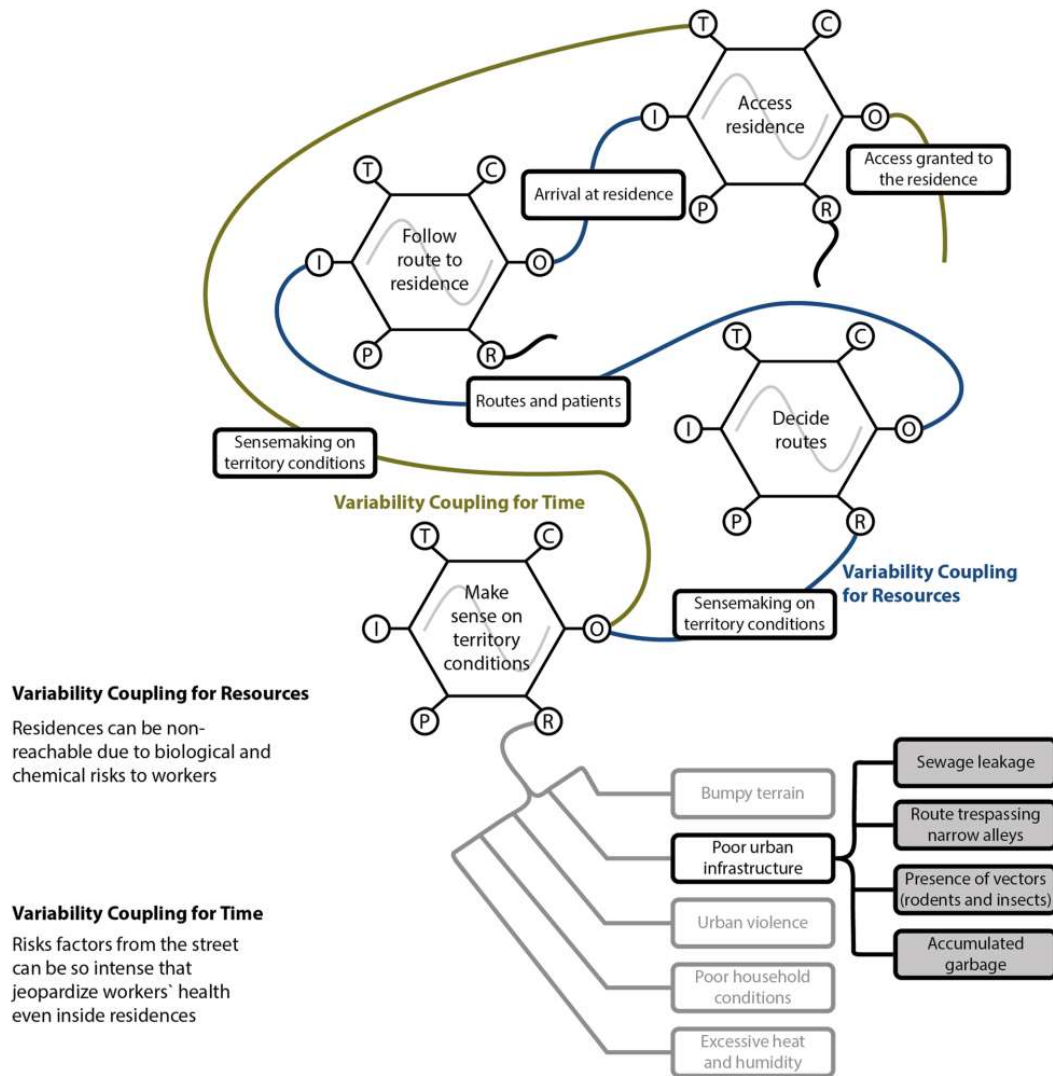 T
C
I
Access
residence
O
P
R
Access granted to
the residence
Arrival at residence
T
C
I
Follow
route to
residence
O
P
R
Routes and patients
T
C
I
Decide
routes
O
P
R
Sensemaking on
territory conditions
Variability Coupling for Time
T
C
I
Make
sense on
territory
conditions
O
P
R
Sensemaking on
territory conditions
Variability Coupling
for Resources
Variability Coupling for Resources
Residences can be non-
reachable due to biological and
chemical risks to workers
Variability Coupling for Time
Risks factors from the street
can be so intense that
jeopardize workers` health
even inside residences
Bumpy terrain
Poor urban
infrastructure
Urban violence
Poor household
conditions
Excessive heat
and humidity
Sewage leakage
Route trespassing
narrow alleys
Presence of vectors
(rodents and insects)
Accumulated
garbage